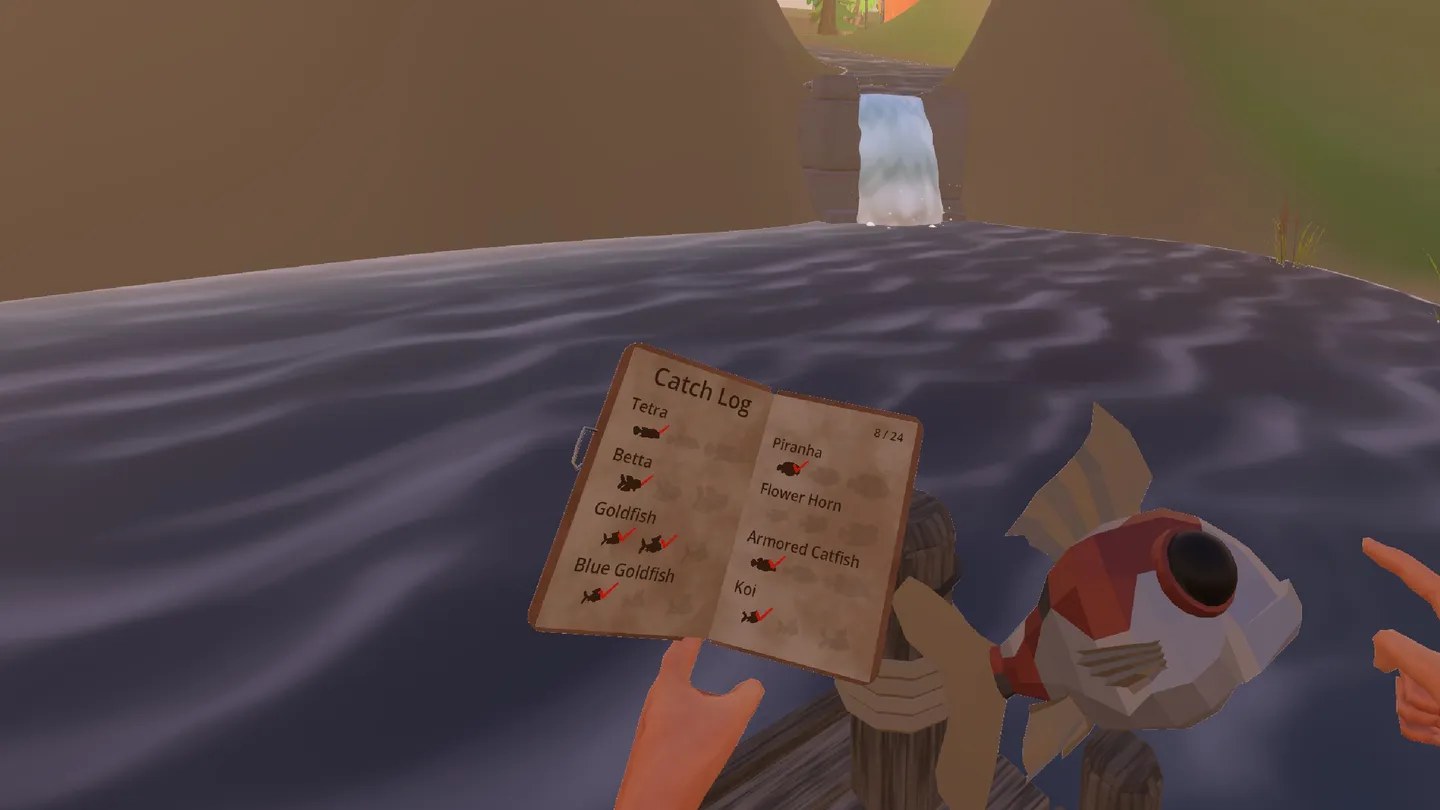 Catch Log
Tetra
Betta
Goldfish
Blue Goldfish
8/24
Piranha
Flower Horn
Armored Catfish
Koi